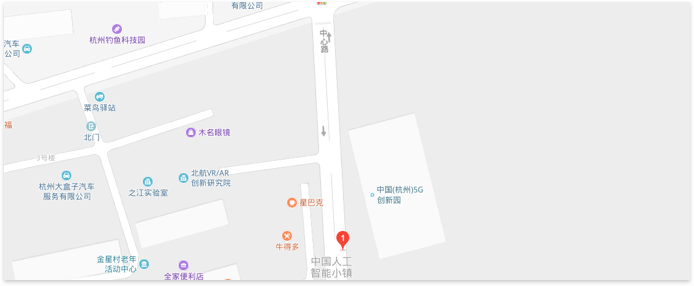 有限公司
杭州钓鱼科技园
中心路
汽车
公司
菜鸟驿站
福
北门
木名眼镜
3号楼
北航VR/AR
创新研究院
杭州大盒子汽车
服务有限公司
之江实验室
中国(杭州)5G
创新园
星巴克
1
牛得多
金星村老年
活动中心
中国人工
智能小镇
全家便利店